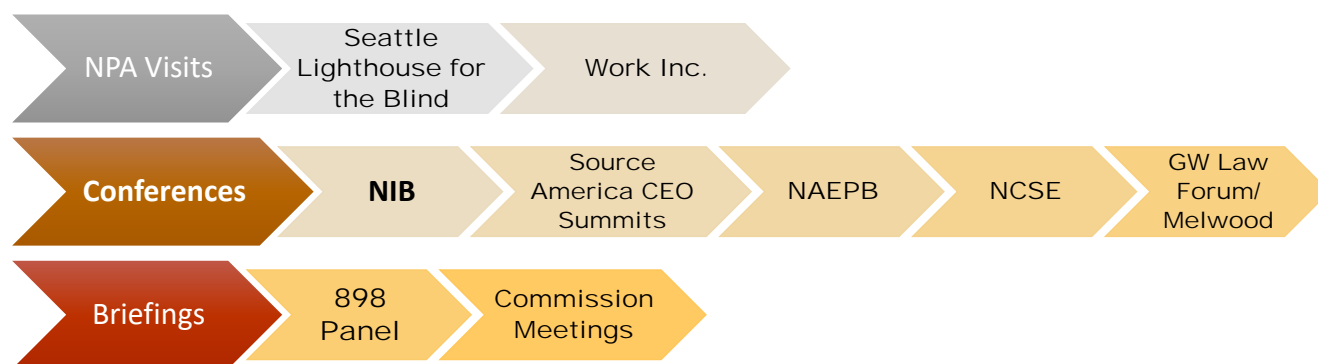 NPA Visits
Seattle
Lighthouse for
the Blind
Work Inc.
Conferences
NIB
Source
America CEO
Summits
NAEPB
NCSE
GW Law
Forum/
Melwood
Briefings
898
Panel
Commission
Meetings